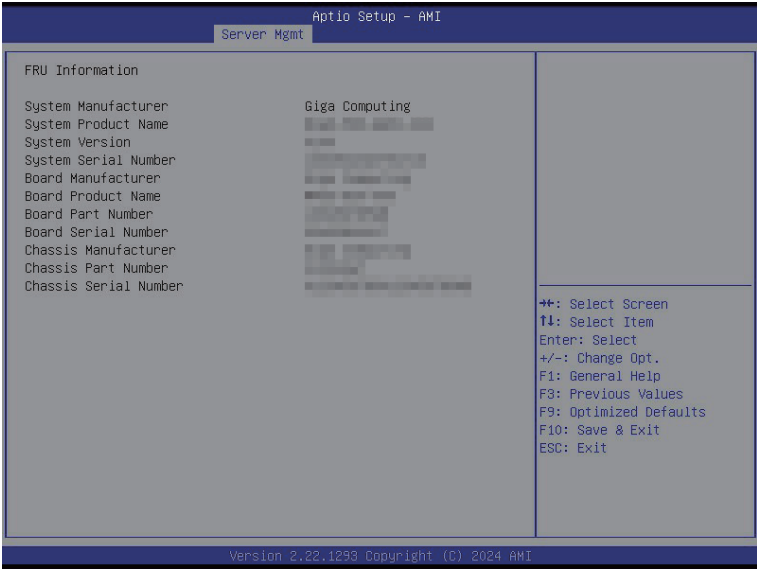 Aptio Setup – AMI
Server Mgmt
FRU Information
System Manufacturer Giga Computing
System Product Name
System Version
System Serial Number
Board Manufacturer
Board Product Name
Board Part Number
Board Serial Number
Chassis Manufacturer
Chassis Part Number
Chassis Serial Number
→←: Select Screen
↑↓: Select Item
Enter: Select
+/-: Change Opt.
F1: General Help
F3: Previous Values
F9: Optimized Defaults
F10: Save & Exit
ESC: Exit
Version 2.22.1293 Copyright (C) 2024 AMI